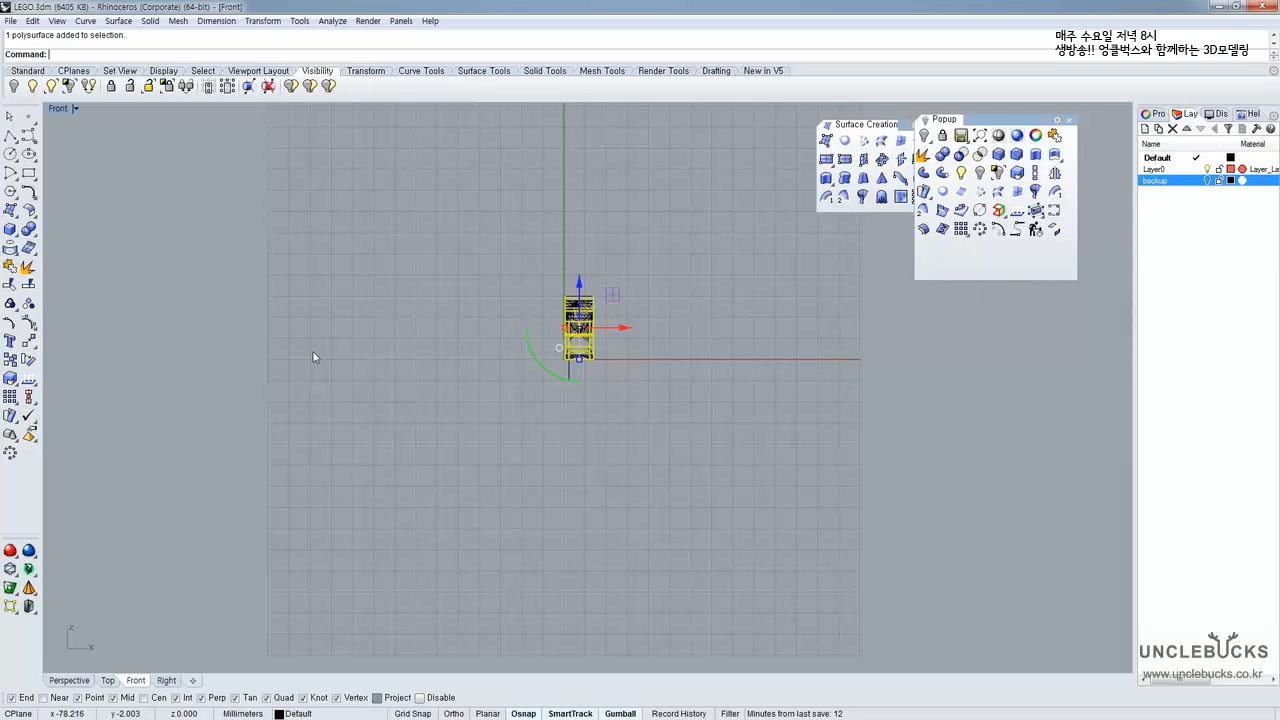 LEGO.3dm (6405 KB) - Rhinoceros (Corporate) (64-bit) - [Front]
File Edit View Curve Surface Solid Mesh Dimension Transform Tools Analyze Render Panels Help
1 polysurface added to selection.
매주 수요일 저녁 8시
Command:
생방송!! 엉클벅스와 함께하는 3D모델링
Standard CPlanes Set View Display Select Viewport Layout Visibility Transform Curve Tools Surface Tools Solid Tools Mesh Tools Render Tools Drafting New in V5
Front
Surface Creation
Popup
Pro Lay Dis Hel
Name Material
Default
Layer0 Layer_La
backup
z
x
UNCLEBUCKS
www.unclebucks.co.kr
Perspective Top Front Right
End Near Point Mid Cen Int Perp Tan Quad Knot Vertex Project Disable
CPlane x -78.216 y -2.003 z 0.000 Millimeters Default Grid Snap Ortho Planar Osnap SmartTrack Gumball Record History Filter Minutes from last save: 12